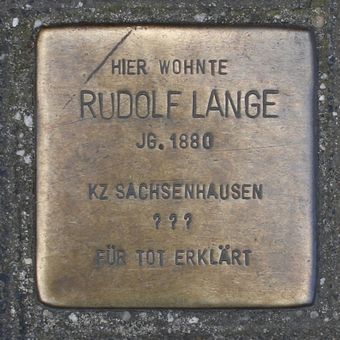 HIER WOHNTE
RUDOLF LANGE
JG. 1880
KZ SACHSENHAUSEN
???
FÜR TOT ERKLÄRT